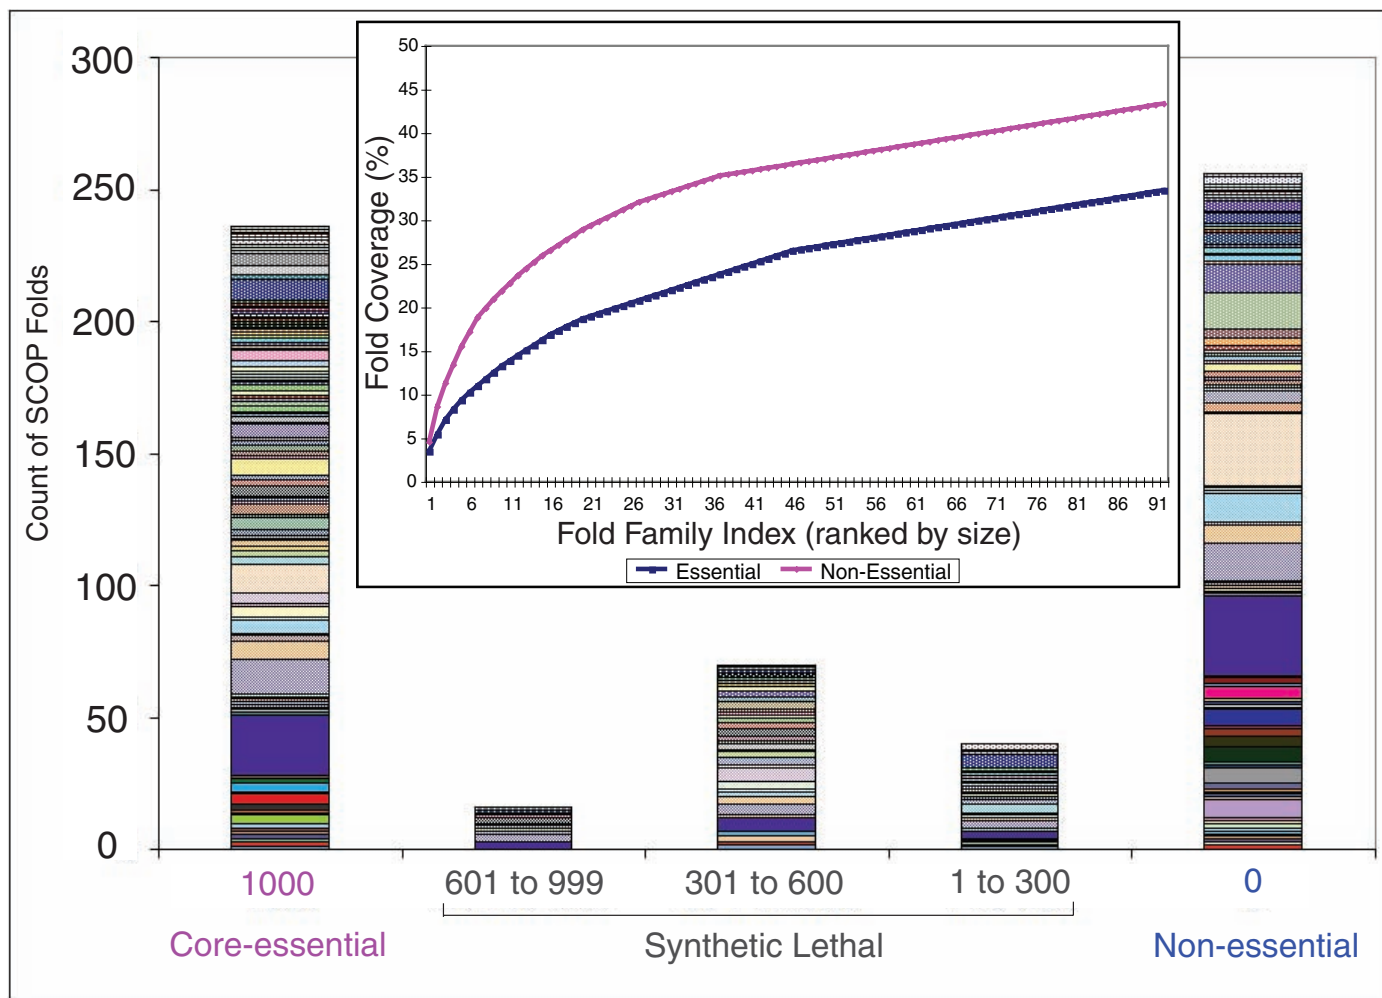 300
250
200
150
100
50
0
Count of SCOP Folds
50
45
40
35
30
25
20
15
10
5
0
Fold Coverage (%)
1 6 11 16 21 26 31 36 41 46 51 56 61 66 71 76 81 86 91
Fold Family Index (ranked by size)
Essential Non-Essential
1000 601 to 999 301 to 600 1 to 300 0
Core-essential Synthetic Lethal Non-essential